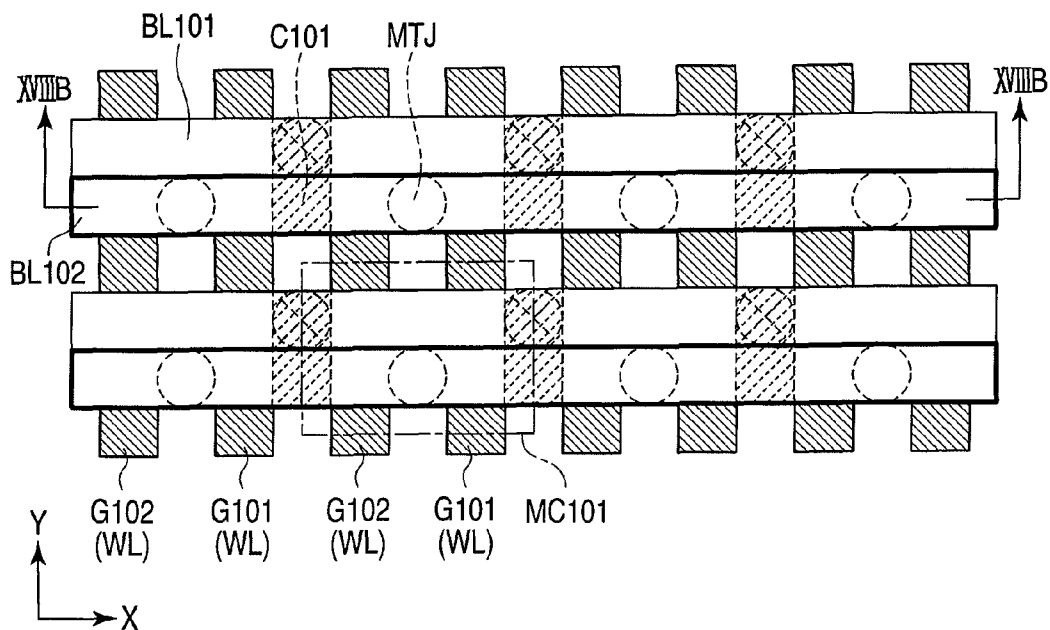 BL101
C101
MTJ
XVIIIB
XVIIIB
BL102
G102
(WL)
G101
(WL)
G102
(WL)
G101
(WL)
MC101
Y
X